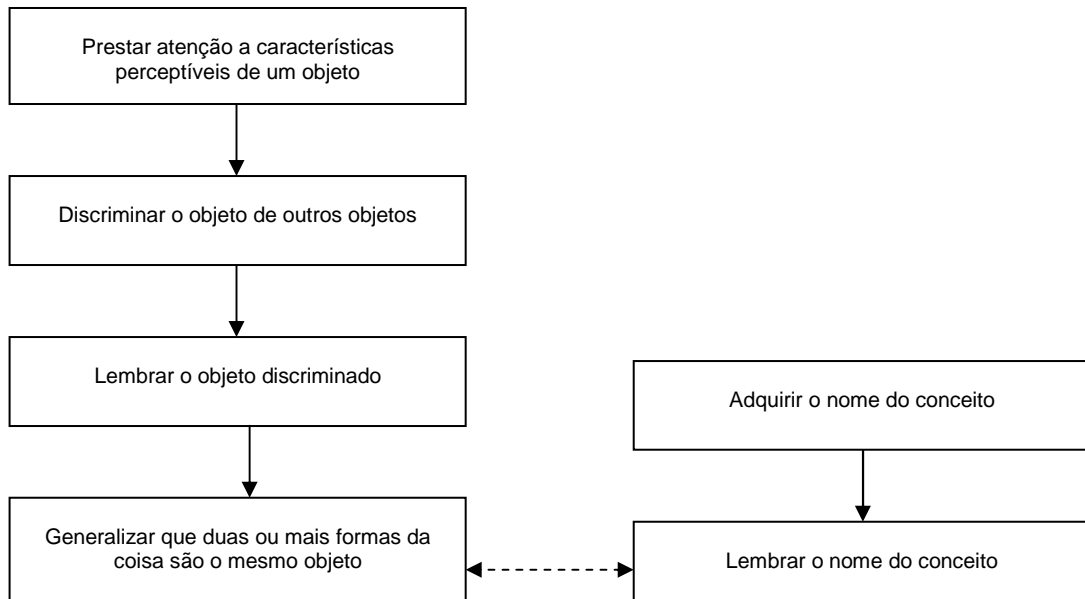 Prestar atenção a características
perceptíveis de um objeto
Discriminar o objeto de outros objetos
Lembrar o objeto discriminado
Adquirir o nome do conceito
Generalizar que duas ou mais formas da
coisa são o mesmo objeto
Lembrar o nome do conceito